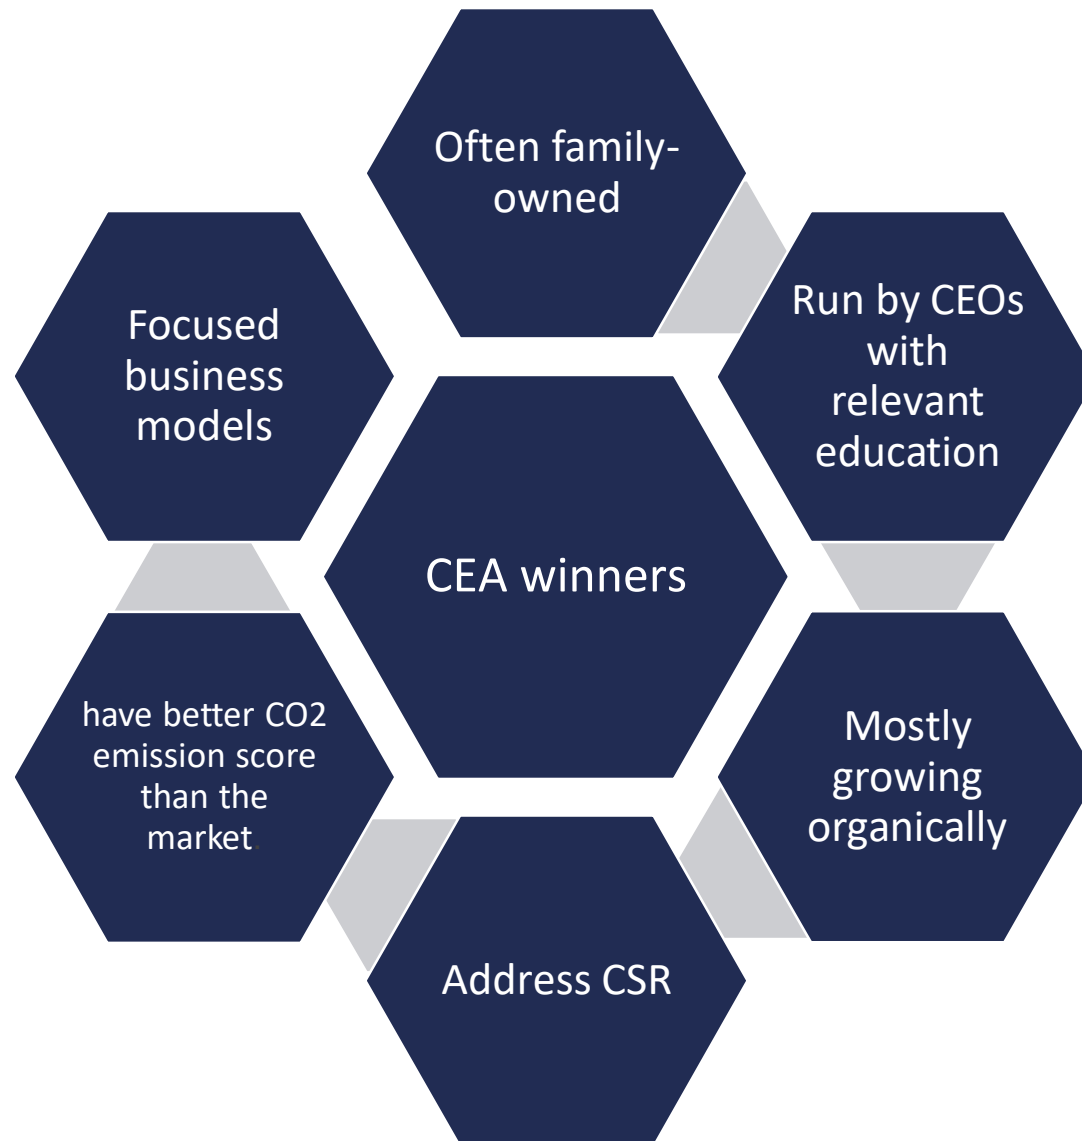 Often family-
owned
Run by CEOs
with
relevant
education
Mostly
growing
organically
Address CSR
have better CO2
emission score
than the
market.
Focused
business
models
CEA winners